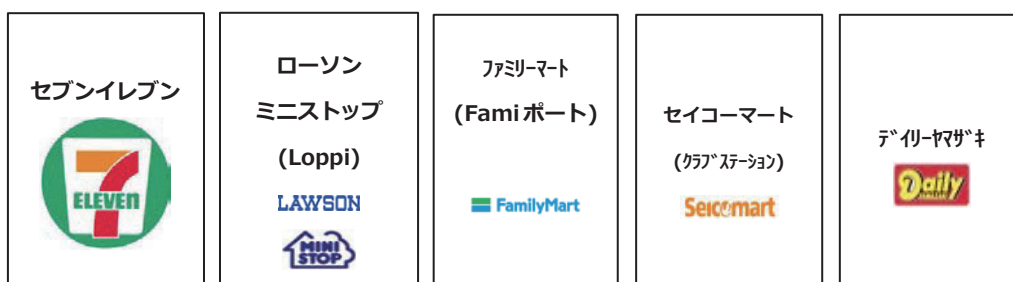 セブンイレブン
7
ELEVEN
ローソン
ミニストップ
(Loppi)
LAWSON
MINI
STOP
ﾌｧﾐﾘｰﾏｰﾄ
(Famiポート)
FamilyMart
セイコーマート
(ｸﾗﾌﾞｽﾃｰｼｮﾝ)
Seicomart
ﾃﾞｲﾘｰﾔﾏｻﾞｷ
Daily